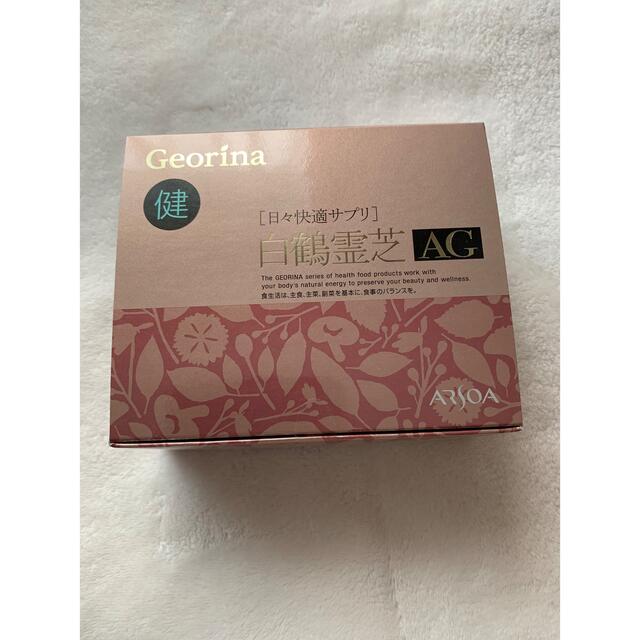 Georina
健
[日々快適サプリ]
白鶴霊芝 AG
The GEORINA series of health food products work with
your body's natural energy to preserve your beauty and wellness.
食生活は、主食、主菜、副菜を基本に、食事のバランスを。
ARSOA